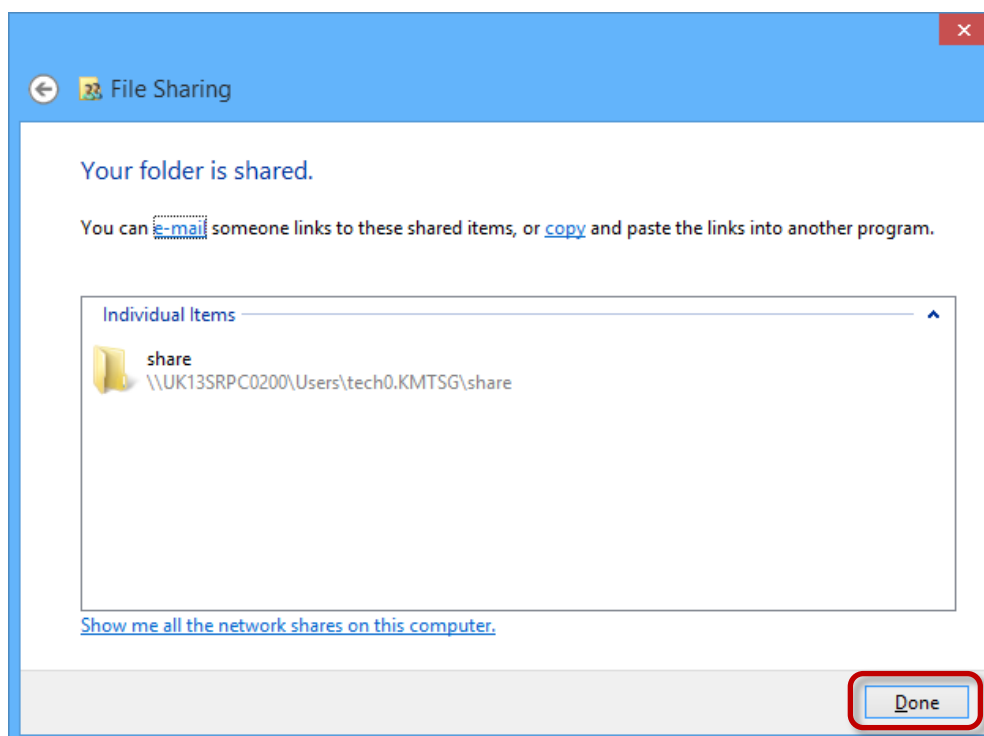 File Sharing
Your folder is shared.
You can e-mail someone links to these shared items, or copy and paste the links into another program.
Individual Items
share
\\UK13SRPC0200\Users\tech0.KMTSG\share
Show me all the network shares on this computer.
Done